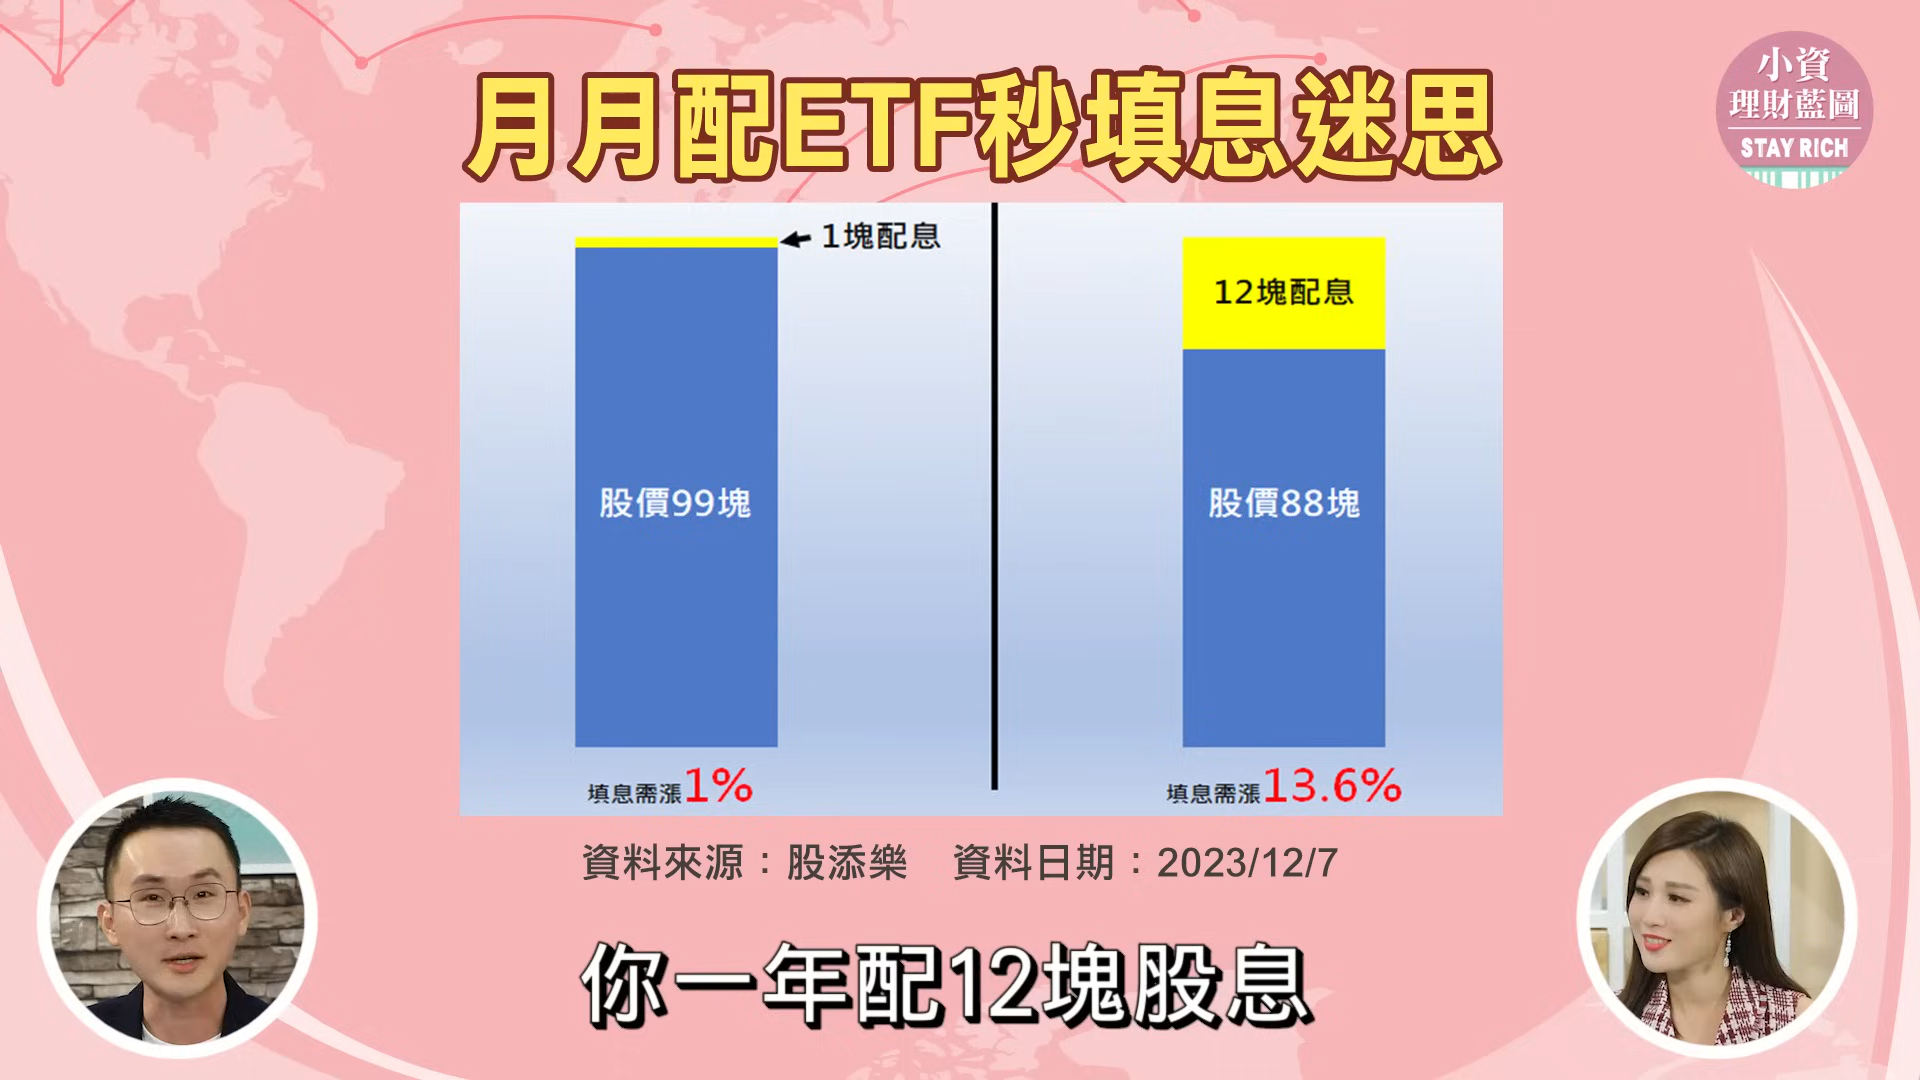 月月配ETF秒填息迷思
小資
理財藍圖
STAY RICH
1塊配息
12塊配息
股價99塊
股價88塊
填息需漲1%
填息需漲13.6%
資料來源：股添樂 資料日期：2023/12/7
你一年配12塊股息